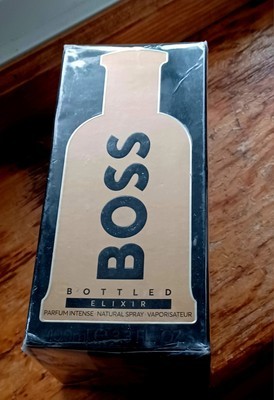 BOSS
BOTTLED
ELIXIR
PARFUM INTENSE · NATURAL SPRAY · VAPORISATEUR